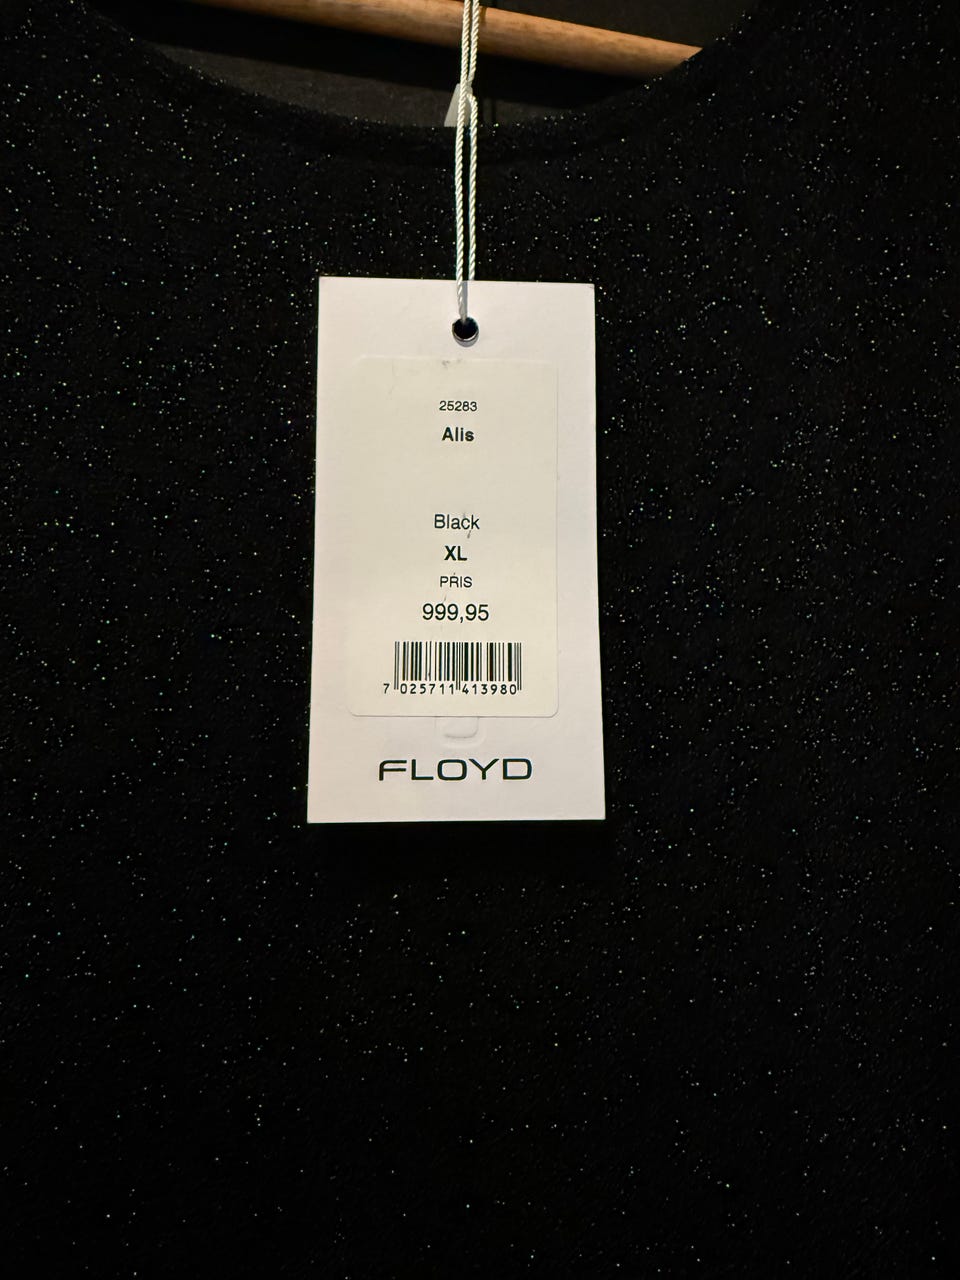 25283
Alis
Black
XL
PRIS
999,95
7 025711 413980
FLOYD